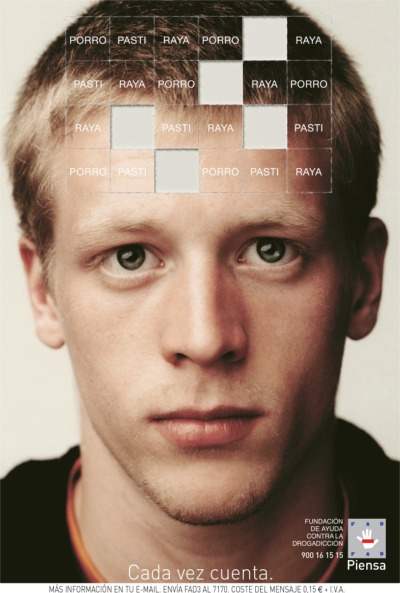 PORRO PASTI RAYA PORRO RAYA
PASTI RAYA PORRO RAYA PORRO
RAYA PASTI RAYA PASTI
PORRO PASTI PORRO PASTI RAYA
FUNDACIÓN
DE AYUDA
CONTRA LA
DROGADICCION
900 16 15 15
F A D
F A D
Piensa
Cada vez cuenta.
MÁS INFORMACIÓN EN TU E-MAIL. ENVÍA FAD3 AL 7170. COSTE DEL MENSAJE 0,15 € + I.V.A.